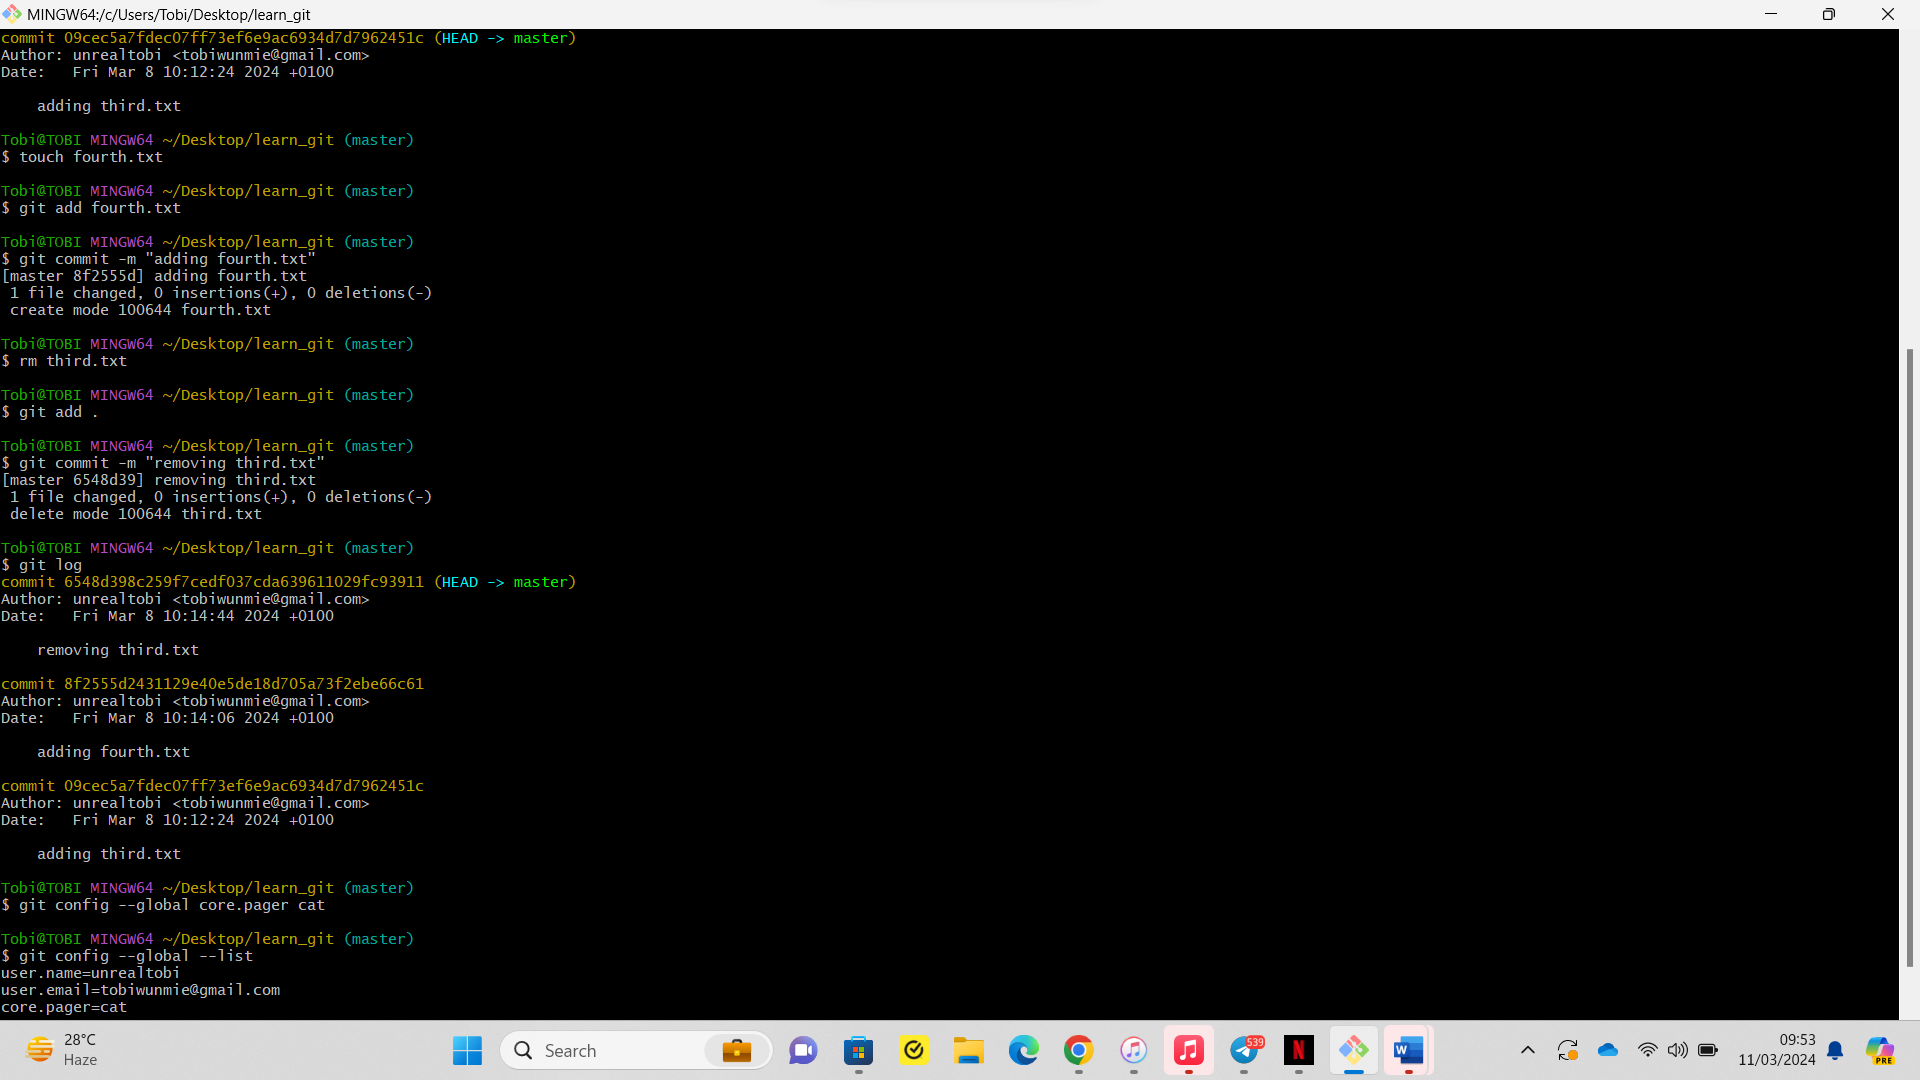 MINGW64:/c/Users/Tobi/Desktop/learn_git
commit 09cec5a7fdec07ff73ef6e9ac6934d7d7962451c (HEAD -> master)
Author: unrealtobi <tobiwunmie@gmail.com>
Date:   Fri Mar 8 10:12:24 2024 +0100
    adding third.txt
Tobi@TOBI MINGW64 ~/Desktop/learn_git (master)
$ touch fourth.txt
Tobi@TOBI MINGW64 ~/Desktop/learn_git (master)
$ git add fourth.txt
Tobi@TOBI MINGW64 ~/Desktop/learn_git (master)
$ git commit -m "adding fourth.txt"
[master 8f2555d] adding fourth.txt
 1 file changed, 0 insertions(+), 0 deletions(-)
 create mode 100644 fourth.txt
Tobi@TOBI MINGW64 ~/Desktop/learn_git (master)
$ rm third.txt
Tobi@TOBI MINGW64 ~/Desktop/learn_git (master)
$ git add .
Tobi@TOBI MINGW64 ~/Desktop/learn_git (master)
$ git commit -m "removing third.txt"
[master 6548d39] removing third.txt
 1 file changed, 0 insertions(+), 0 deletions(-)
 delete mode 100644 third.txt
Tobi@TOBI MINGW64 ~/Desktop/learn_git (master)
$ git log
commit 6548d398c259f7cedf037cda639611029fc93911 (HEAD -> master)
Author: unrealtobi <tobiwunmie@gmail.com>
Date:   Fri Mar 8 10:14:44 2024 +0100
    removing third.txt
commit 8f2555d2431129e40e5de18d705a73f2ebe66c61
Author: unrealtobi <tobiwunmie@gmail.com>
Date:   Fri Mar 8 10:14:06 2024 +0100
    adding fourth.txt
commit 09cec5a7fdec07ff73ef6e9ac6934d7d7962451c
Author: unrealtobi <tobiwunmie@gmail.com>
Date:   Fri Mar 8 10:12:24 2024 +0100
    adding third.txt
Tobi@TOBI MINGW64 ~/Desktop/learn_git (master)
$ git config --global core.pager cat
Tobi@TOBI MINGW64 ~/Desktop/learn_git (master)
$ git config --global --list
user.name=unrealtobi
user.email=tobiwunmie@gmail.com
core.pager=cat
28°C
Haze
Search
539
N
W
09:53
11/03/2024
PRE